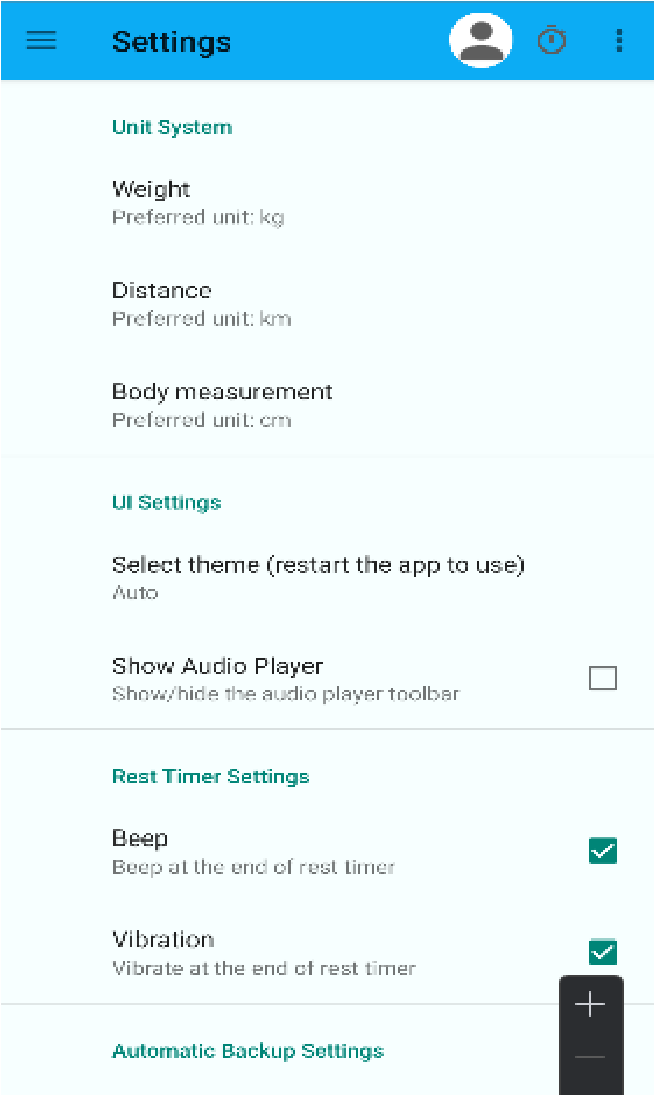 Settings
Unit System
Weight
Preferred unit: kg
Distance
Preferred unit: km
Body measurement
Preferred unit: cm
UI Settings
Select theme (restart the app to use)
Auto
Show Audio Player
Show/hide the audio player toolbar
Rest Timer Settings
Beep
Beep at the end of rest timer
Vibration
Vibrate at the end of rest timer
Automatic Backup Settings